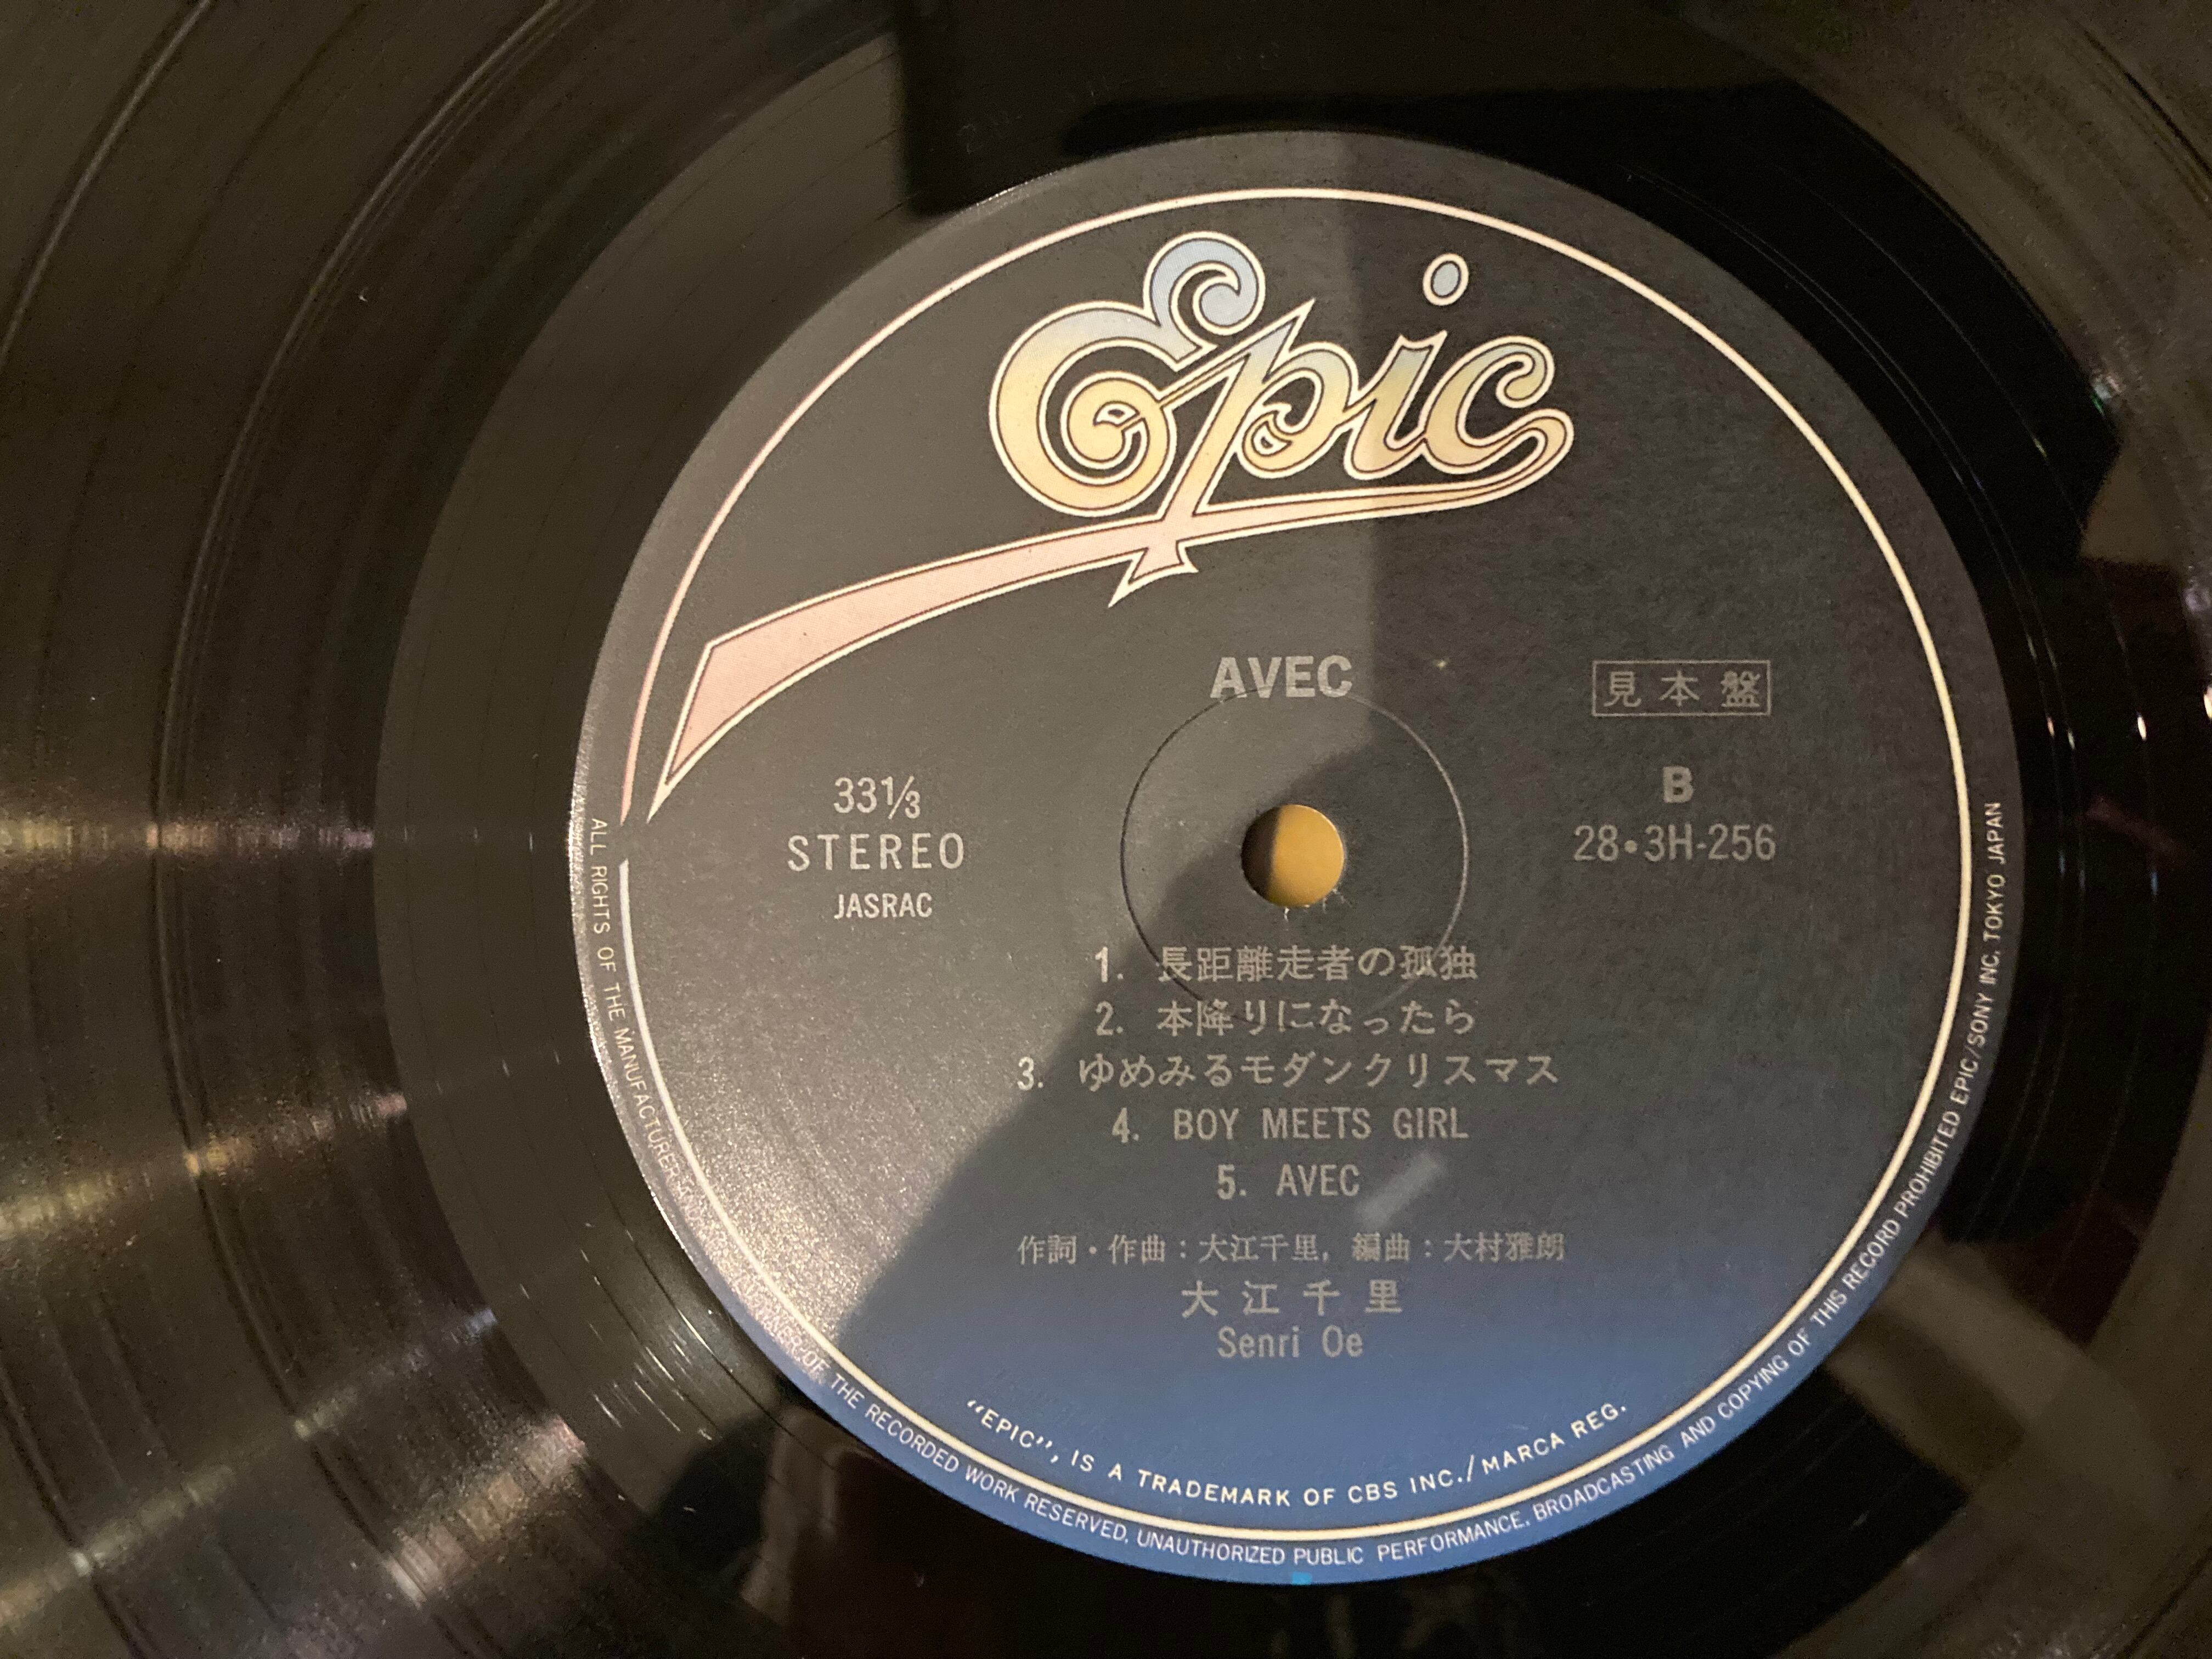 Epic
AVEC
見本盤
33⅓
STEREO
JASRAC
B
28・3H-256
1. 長距離走者の孤独
2. 本降りになったら
3. ゆめみるモダンクリスマス
4. BOY MEETS GIRL
5. AVEC
作詞・作曲:大江千里, 編曲:大村雅朗
大江千里
Senri Oe
"EPIC", IS A TRADEMARK OF CBS INC./MARCA REG.
ALL RIGHTS OF THE MANUFACTURER AND OWNER OF THE RECORDED WORK RESERVED, UNAUTHORIZED PUBLIC PERFORMANCE, BROADCASTING AND COPYING OF THIS RECORD PROHIBITED EPIC/SONY INC. TOKYO JAPAN